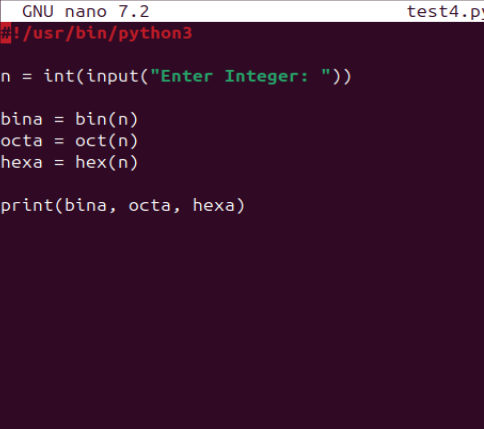 GNU nano 7.2 test4.py
#!/usr/bin/python3
n = int(input("Enter Integer: "))
bina = bin(n)
octa = oct(n)
hexa = hex(n)
print(bina, octa, hexa)